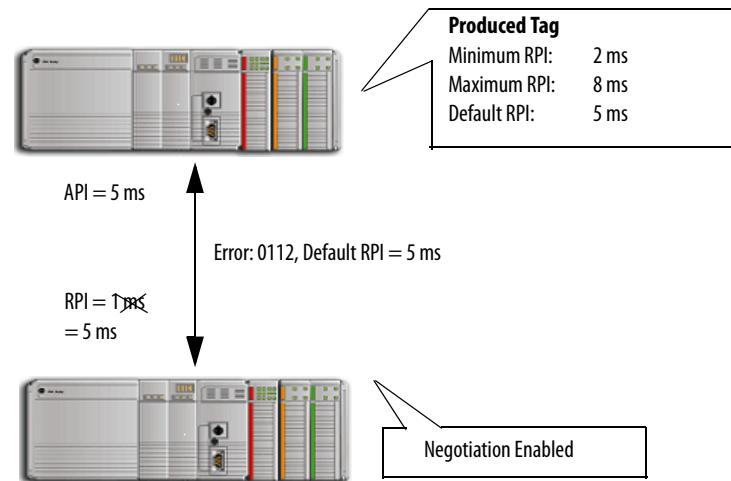 Produced Tag
Minimum RPI: 2 ms
Maximum RPI: 8 ms
Default RPI: 5 ms
API = 5 ms
Error: 0112, Default RPI = 5 ms
RPI = 1 ms
= 5 ms
Negotiation Enabled